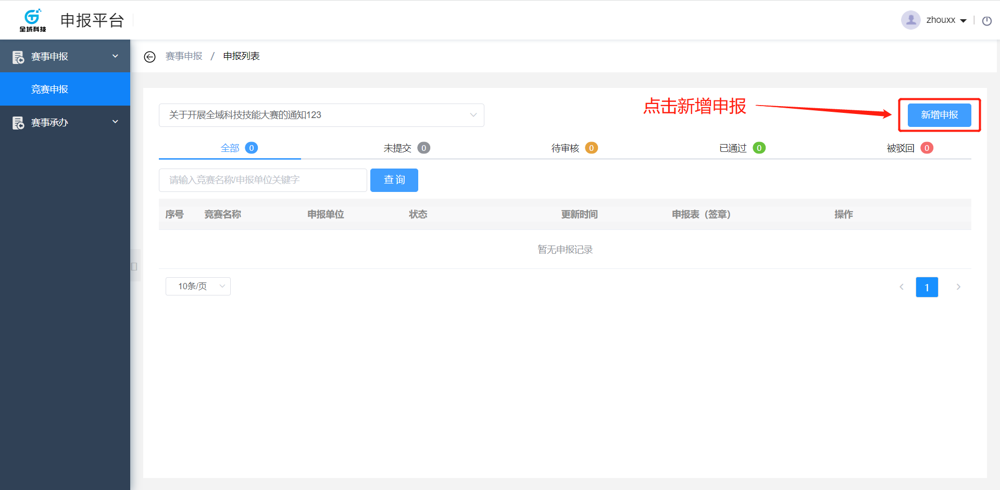 全域科技
申报平台
zhouxx
赛事申报
竞赛申报
赛事承办
赛事申报 / 申报列表
关于开展全域科技技能大赛的通知123
点击新增申报
新增申报
全部 0
未提交 0
待审核 0
已通过 0
被驳回 0
请输入竞赛名称/申报单位关键字
查询
序号 竞赛名称 申报单位 状态 更新时间 申报表（签章） 操作
暂无申报记录
10条/页
1